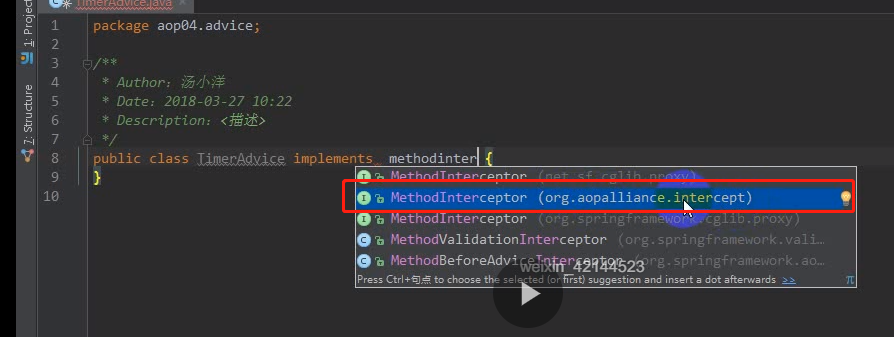 TimerAdvice.java
1: Project
7: Structure
1 package aop04.advice;
2
3 /**
4 * Author: 汤小洋
5 * Date: 2018-03-27 10:22
6 * Description: <描述>
7 */
8 public class TimerAdvice implements methodinter {
9 }
10
MethodInterceptor (net.sf.cglib.proxy)
MethodInterceptor (org.aopalliance.intercept)
MethodInterceptor (org.springframework.cglib.proxy)
MethodValidationInterceptor (org.springframework.vali…
MethodBeforeAdviceInterceptor (org.springframework.ao…
weixin_42144523
Press Ctrl+句点 to choose the selected (or first) suggestion and insert a dot afterwards >> π